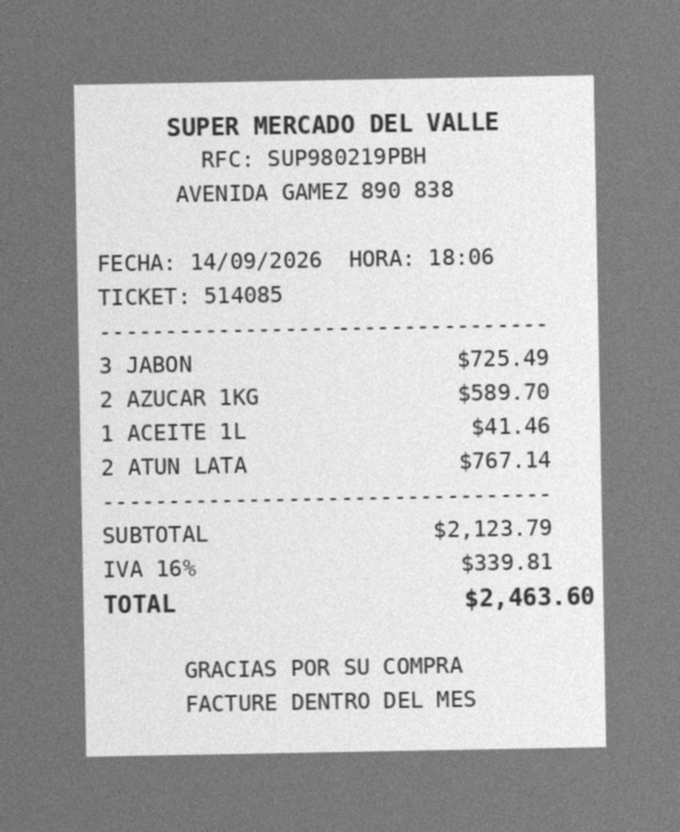 SUPER MERCADO DEL VALLE
RFC: SUP980219PBH
AVENIDA GAMEZ 890 838
FECHA: 14/09/2026  HORA: 18:06
TICKET: 514085
----------------------------------
3 JABON $725.49
2 AZUCAR 1KG $589.70
1 ACEITE 1L $41.46
2 ATUN LATA $767.14
----------------------------------
SUBTOTAL $2,123.79
IVA 16% $339.81
TOTAL $2,463.60
GRACIAS POR SU COMPRA
FACTURE DENTRO DEL MES